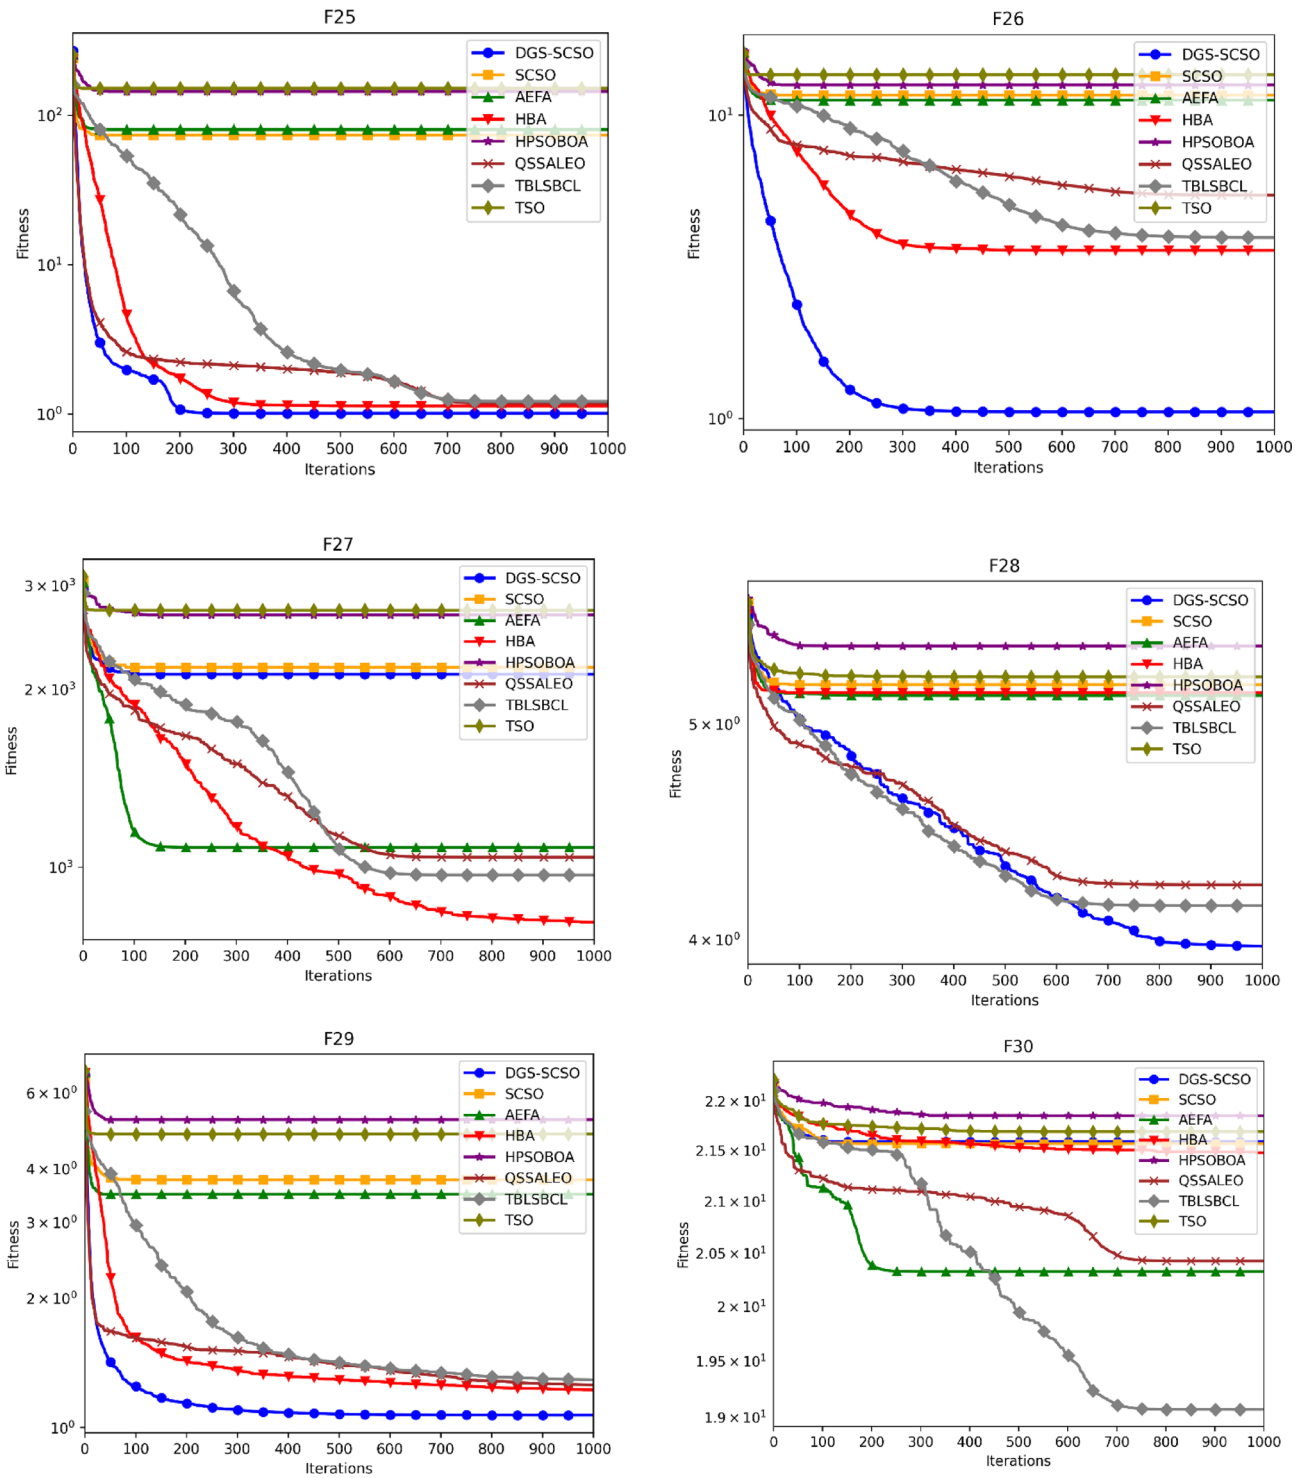 F25
DGS-SCSO
SCSO
AEFA
HBA
HPSOBOA
QSSALEO
TBLSBCL
TSO
10²
10¹
10⁰
Fitness
0 100 200 300 400 500 600 700 800 900 1000
Iterations
F26
DGS-SCSO
SCSO
AEFA
HBA
HPSOBOA
QSSALEO
TBLSBCL
TSO
10¹
10⁰
Fitness
0 100 200 300 400 500 600 700 800 900 1000
Iterations
F27
DGS-SCSO
SCSO
AEFA
HBA
HPSOBOA
QSSALEO
TBLSBCL
TSO
3 × 10³
2 × 10³
10³
Fitness
0 100 200 300 400 500 600 700 800 900 1000
Iterations
F28
DGS-SCSO
SCSO
AEFA
HBA
HPSOBOA
QSSALEO
TBLSBCL
TSO
5 × 10⁰
4 × 10⁰
Fitness
0 100 200 300 400 500 600 700 800 900 1000
Iterations
F29
DGS-SCSO
SCSO
AEFA
HBA
HPSOBOA
QSSALEO
TBLSBCL
TSO
6 × 10⁰
4 × 10⁰
3 × 10⁰
2 × 10⁰
10⁰
Fitness
0 100 200 300 400 500 600 700 800 900 1000
Iterations
F30
DGS-SCSO
SCSO
AEFA
HBA
HPSOBOA
QSSALEO
TBLSBCL
TSO
2.2 × 10¹
2.15 × 10¹
2.1 × 10¹
2.05 × 10¹
2 × 10¹
1.95 × 10¹
1.9 × 10¹
Fitness
0 100 200 300 400 500 600 700 800 900 1000
Iterations